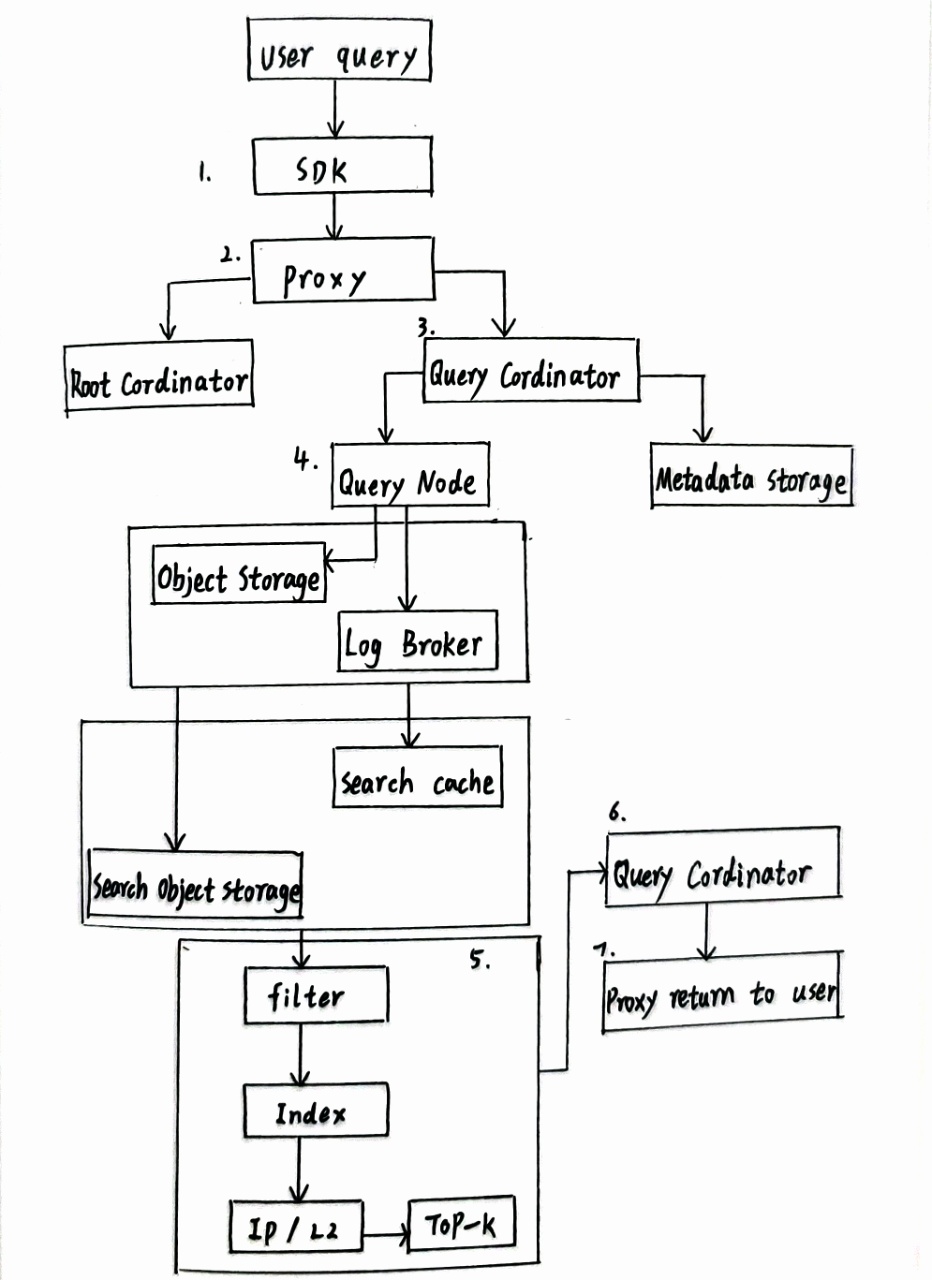 User query
1.
SDK
2.
Proxy
3.
Root Cordinator
Query Cordinator
4.
Query Node
Metadata Storage
Object Storage
Log Broker
Search cache
Search Object Storage
5.
filter
Index
IP / L2
TOP-k
6.
Query Cordinator
7.
Proxy return to user